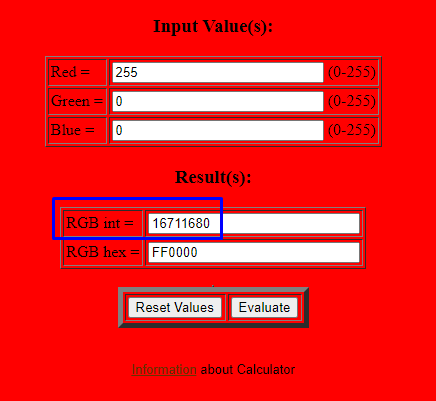 Input Value(s):
Red = 255 (0-255)
Green = 0 (0-255)
Blue = 0 (0-255)
Result(s):
RGB int = 16711680
RGB hex = FF0000
Reset Values Evaluate
Information about Calculator